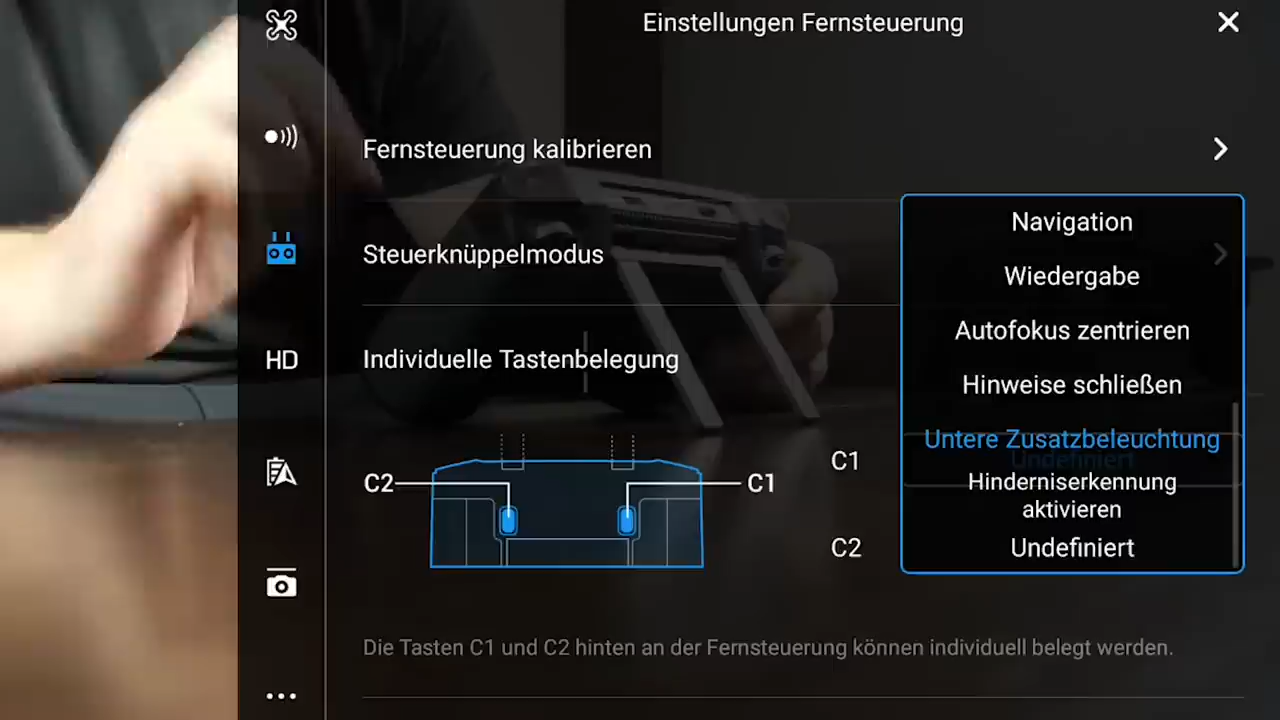 Einstellungen Fernsteuerung
Fernsteuerung kalibrieren
Navigation
Steuerknüppelmodus
Wiedergabe
Autofokus zentrieren
HD
Individuelle Tastenbelegung
Hinweise schließen
Untere Zusatzbeleuchtung
Undefiniert
C1
C2
C1
Hinderniserkennung
aktivieren
C2
Undefiniert
Die Tasten C1 und C2 hinten an der Fernsteuerung können individuell belegt werden.